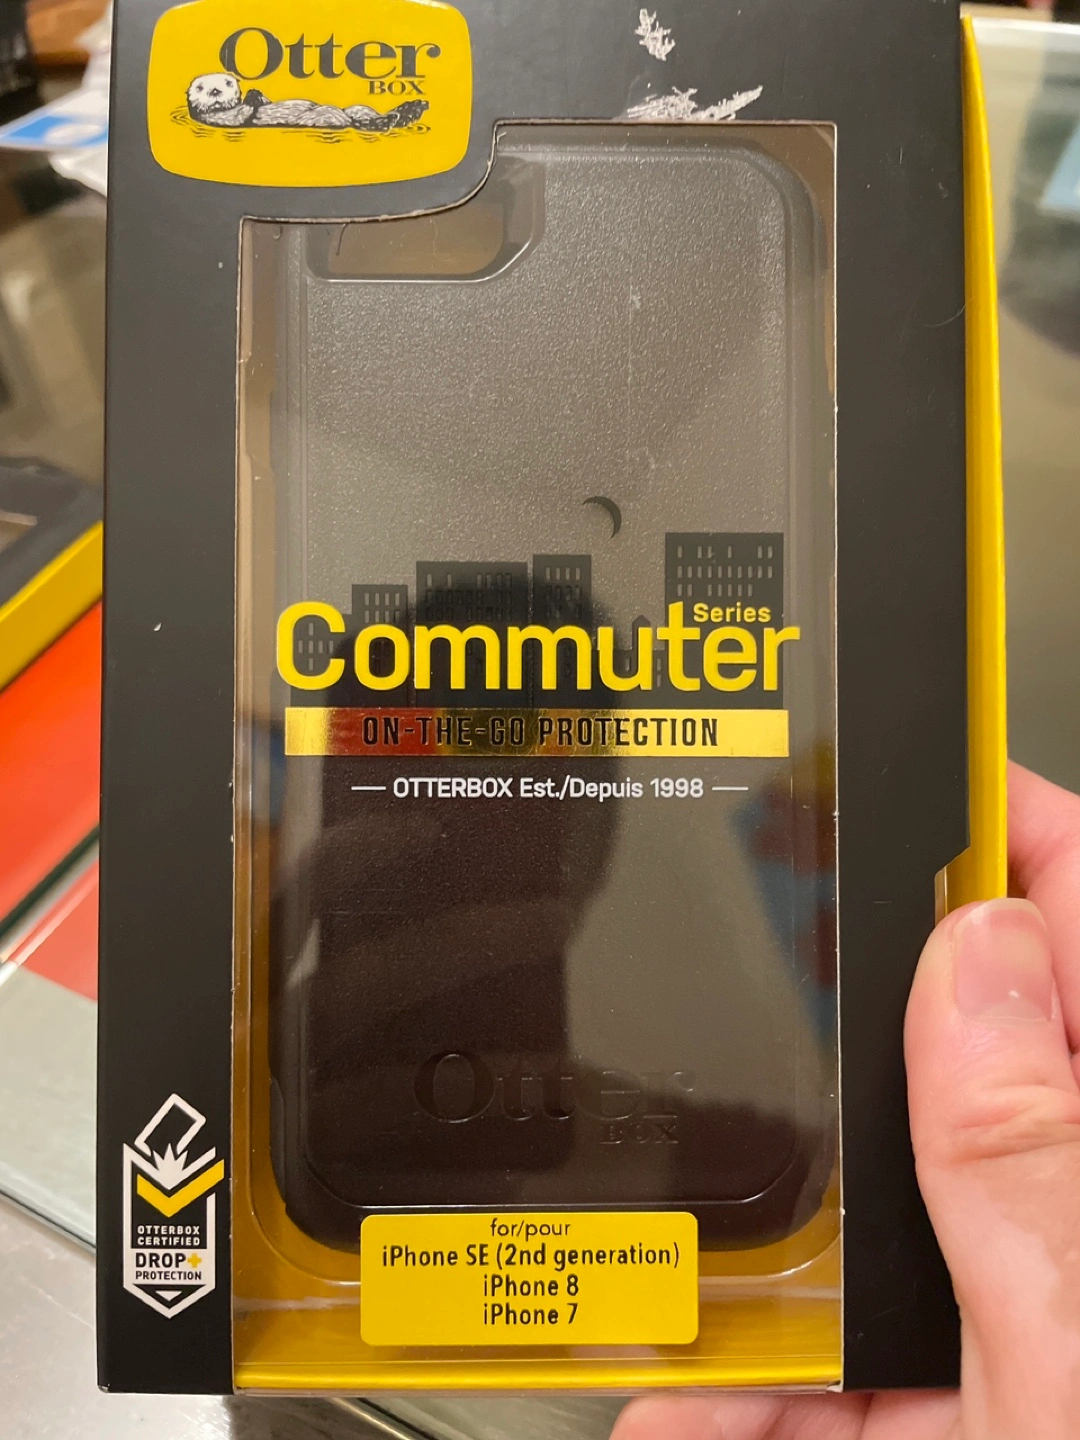 Otter
BOX
Series
Commuter
ON-THE-GO PROTECTION
OTTERBOX Est./Depuis 1998
Otter
BOX
OTTERBOX
CERTIFIED
DROP+
PROTECTION
for/pour
iPhone SE (2nd generation)
iPhone 8
iPhone 7